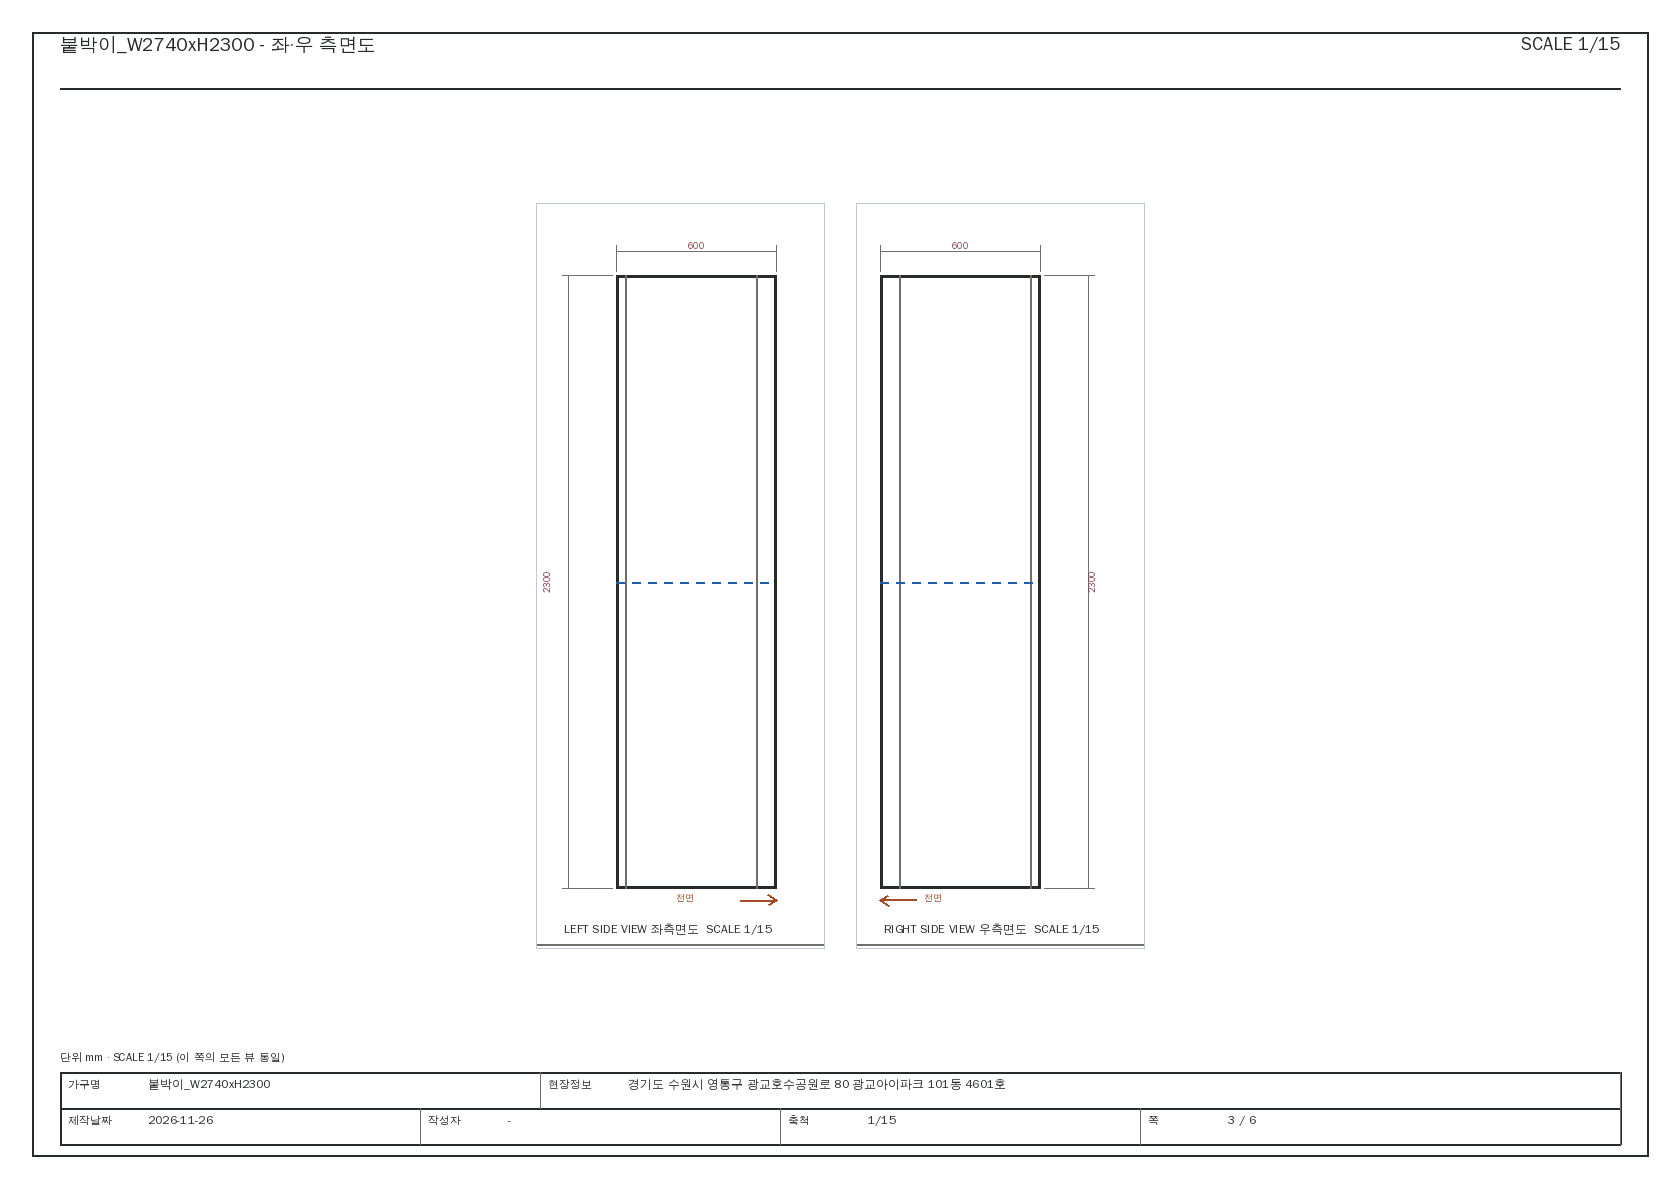 붙박이_W2740xH2300 - 좌·우 측면도
SCALE 1/15
600
600
2300
2300
전면
전면
LEFT SIDE VIEW 좌측면도 SCALE 1/15
RIGHT SIDE VIEW 우측면도 SCALE 1/15
단위 mm · SCALE 1/15 (이 쪽의 모든 뷰 동일)
가구명 붙박이_W2740xH2300 현장정보 경기도 수원시 영통구 광교호수공원로 80 광교아이파크 101동 4601호
제작날짜 2026-11-26 작성자 - 축척 1/15 쪽 3 / 6